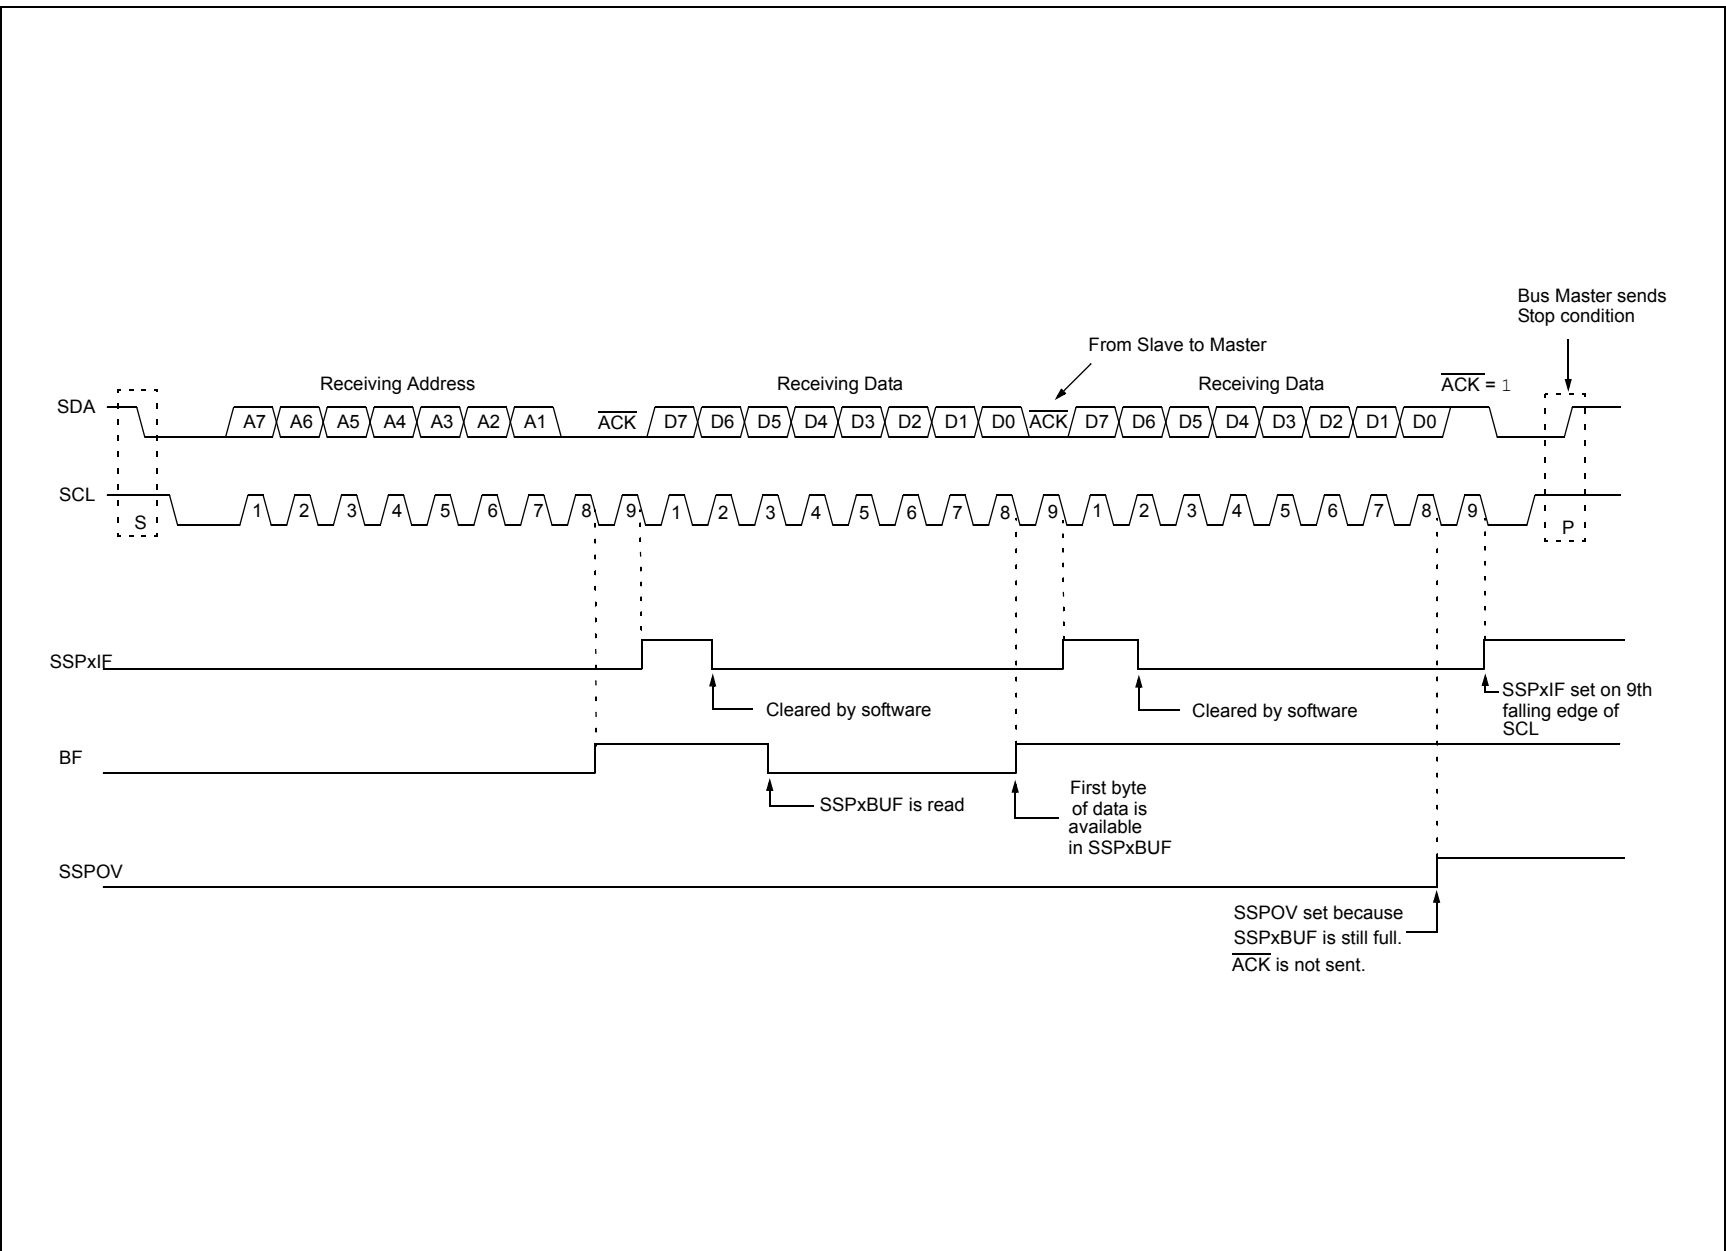 Bus Master sends
Stop condition
From Slave to Master
Receiving Address
Receiving Data
Receiving Data
ACK = 1
SDA
A7 A6 A5 A4 A3 A2 A1 ACK D7 D6 D5 D4 D3 D2 D1 D0 ACK D7 D6 D5 D4 D3 D2 D1 D0
SCL
S
1 2 3 4 5 6 7 8 9 1 2 3 4 5 6 7 8 9 1 2 3 4 5 6 7 8 9
P
SSPxIF
Cleared by software
Cleared by software
SSPxIF set on 9th
falling edge of
SCL
BF
SSPxBUF is read
First byte
of data is
available
in SSPxBUF
SSPOV
SSPOV set because
SSPxBUF is still full.
ACK is not sent.